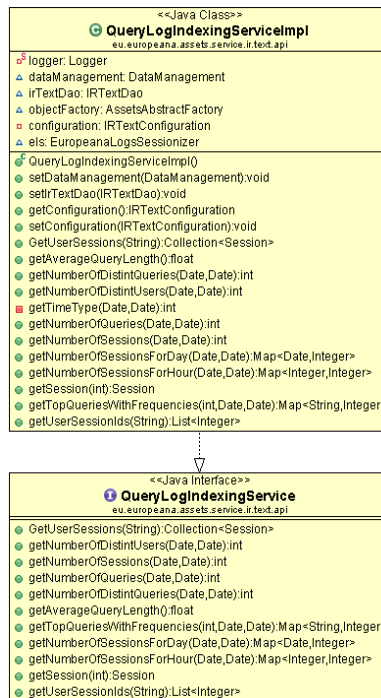 <<Java Class>>
QueryLogIndexingServiceImpl
eu.europeana.assets.service.ir.text.api
logger: Logger
dataManagement: DataManagement
irTextDao: IRTextDao
objectFactory: AssetsAbstractFactory
configuration: IRTextConfiguration
els: EuropeanaLogsSessionizer
QueryLogIndexingServiceImpl()
setDataManagement(DataManagement):void
setIrTextDao(IRTextDao):void
getConfiguration():IRTextConfiguration
setConfiguration(IRTextConfiguration):void
GetUserSessions(String):Collection<Session>
getAverageQueryLength():float
getNumberOfDistintQueries(Date,Date):int
getNumberOfDistintUsers(Date,Date):int
getTimeType(Date,Date):int
getNumberOfQueries(Date,Date):int
getNumberOfSessions(Date,Date):int
getNumberOfSessionsForDay(Date,Date):Map<Date,Integer>
getNumberOfSessionsForHour(Date,Date):Map<Integer,Integer>
getSession(int):Session
getTopQueriesWithFrequencies(int,Date,Date):Map<String,Integer
getUserSessionIds(String):List<Integer>
<<Java Interface>>
QueryLogIndexingService
eu.europeana.assets.service.ir.text.api
GetUserSessions(String):Collection<Session>
getNumberOfDistintUsers(Date,Date):int
getNumberOfSessions(Date,Date):int
getNumberOfQueries(Date,Date):int
getNumberOfDistintQueries(Date,Date):int
getAverageQueryLength():float
getTopQueriesWithFrequencies(int,Date,Date):Map<String,Integer
getNumberOfSessionsForDay(Date,Date):Map<Date,Integer>
getNumberOfSessionsForHour(Date,Date):Map<Integer,Integer>
getSession(int):Session
getUserSessionIds(String):List<Integer>